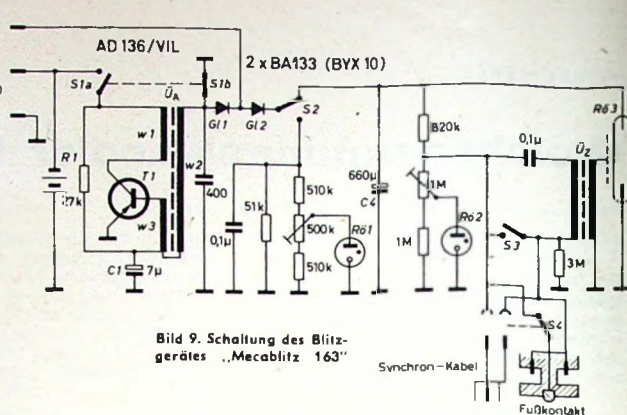 AD 136/VIL
2 x BA133 (BYX 10)
S1a
ÜA
S1b
S2
Rö3
w1
Gl1
Gl2
820k
0,1µ
ÜZ
R1
T1
w2
660µ
C4
1M
27k
400
510k
51k
500k
Rö1
Rö2
w3
0,1µ
1M
S3
510k
3M
C1
7µ
S4
Bild 9. Schaltung des Blitz-
gerätes „Mecablitz 163"
Synchron-Kabel
Fußkontakt